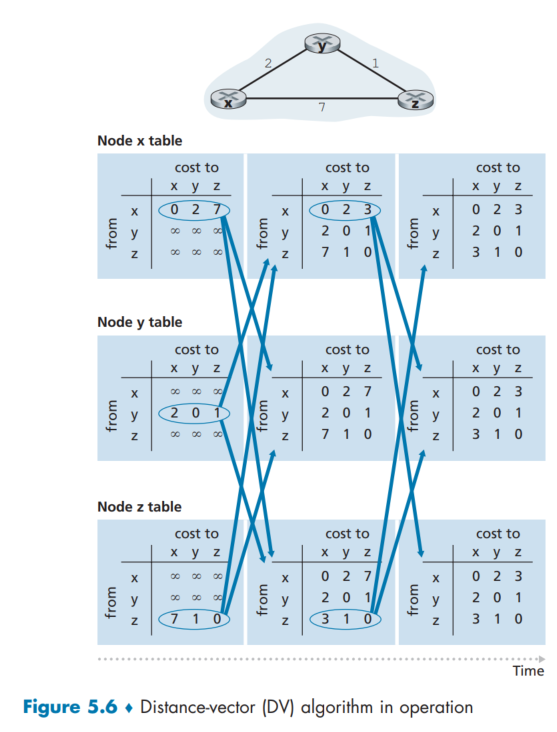 y
2 1
x 7 z
Node x table
cost to cost to cost to
x y z x y z x y z
x 0 2 7 x 0 2 3 x 0 2 3
from y ∞ ∞ ∞ from y 2 0 1 from y 2 0 1
z ∞ ∞ ∞ z 7 1 0 z 3 1 0
Node y table
cost to cost to cost to
x y z x y z x y z
x ∞ ∞ ∞ x 0 2 7 x 0 2 3
from y 2 0 1 from y 2 0 1 from y 2 0 1
z ∞ ∞ ∞ z 7 1 0 z 3 1 0
Node z table
cost to cost to cost to
x y z x y z x y z
x ∞ ∞ ∞ x 0 2 7 x 0 2 3
from y ∞ ∞ ∞ from y 2 0 1 from y 2 0 1
z 7 1 0 z 3 1 0 z 3 1 0
Time
Figure 5.6 ♦ Distance-vector (DV) algorithm in operation